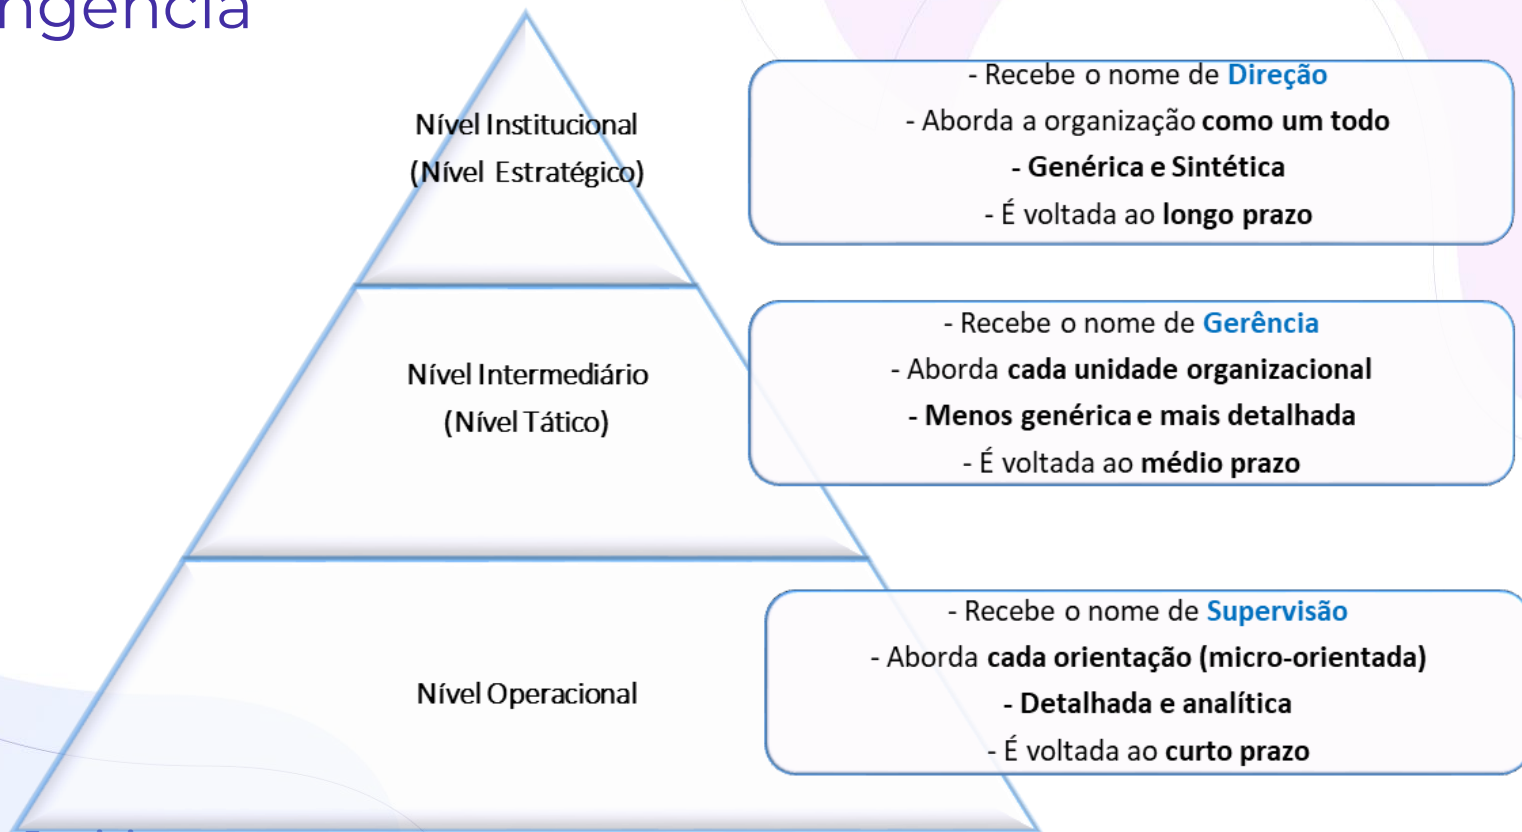 ngência
Nível Institucional
(Nível Estratégico)
- Recebe o nome de Direção
- Aborda a organização como um todo
- Genérica e Sintética
- É voltada ao longo prazo
Nível Intermediário
(Nível Tático)
- Recebe o nome de Gerência
- Aborda cada unidade organizacional
- Menos genérica e mais detalhada
- É voltada ao médio prazo
Nível Operacional
- Recebe o nome de Supervisão
- Aborda cada orientação (micro-orientada)
- Detalhada e analítica
- É voltada ao curto prazo